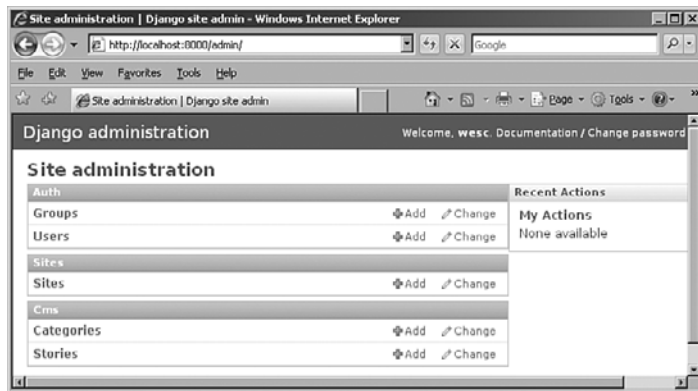 Site administration | Django site admin - Windows Internet Explorer
http://localhost:8000/admin/
Google
File Edit View Favorites Tools Help
Site administration | Django site admin
Page Tools
Django administration
Welcome, wesc. Documentation / Change password
Site administration
Auth
Groups Add Change
Users Add Change
Sites
Sites Add Change
Cms
Categories Add Change
Stories Add Change
Recent Actions
My Actions
None available